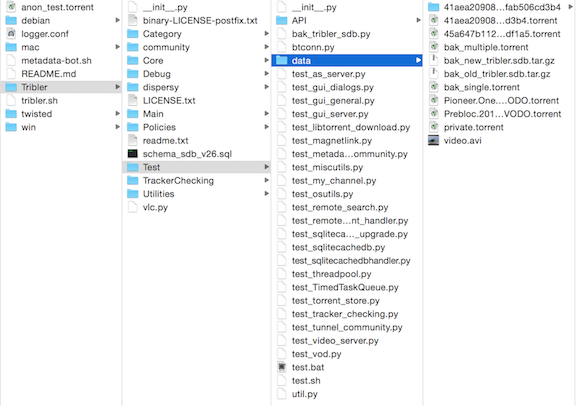 anon_test.torrent
debian
logger.conf
mac
metadata-bot.sh
README.md
Tribler
tribler.sh
twisted
win
__init__.py
binary-LICENSE-postfix.txt
Category
community
Core
Debug
dispersy
LICENSE.txt
Main
Policies
readme.txt
schema_sdb_v26.sql
Test
TrackerChecking
Utilities
vlc.py
__init__.py
API
bak_tribler_sdb.py
btconn.py
data
test_as_server.py
test_gui_dialogs.py
test_gui_general.py
test_gui_server.py
test_libtorrent_download.py
test_magnetlink.py
test_metada...ommunity.py
test_miscutils.py
test_my_channel.py
test_osutils.py
test_remote_search.py
test_remote...nt_handler.py
test_sqliteca..._upgrade.py
test_sqlitecachedb.py
test_sqlitecachedbhandler.py
test_threadpool.py
test_TimedTaskQueue.py
test_torrent_store.py
test_tracker_checking.py
test_tunnel_community.py
test_video_server.py
test_vod.py
test.bat
test.sh
util.py
41aea20908...fab506cd3b4
41aea20908...d3b4.torrent
45a647b112...df1a5.torrent
bak_multiple.torrent
bak_new_tribler.sdb.tar.gz
bak_old_tribler.sdb.tar.gz
bak_single.torrent
Pioneer.One....ODO.torrent
Prebloc.201...VODO.torrent
private.torrent
video.avi